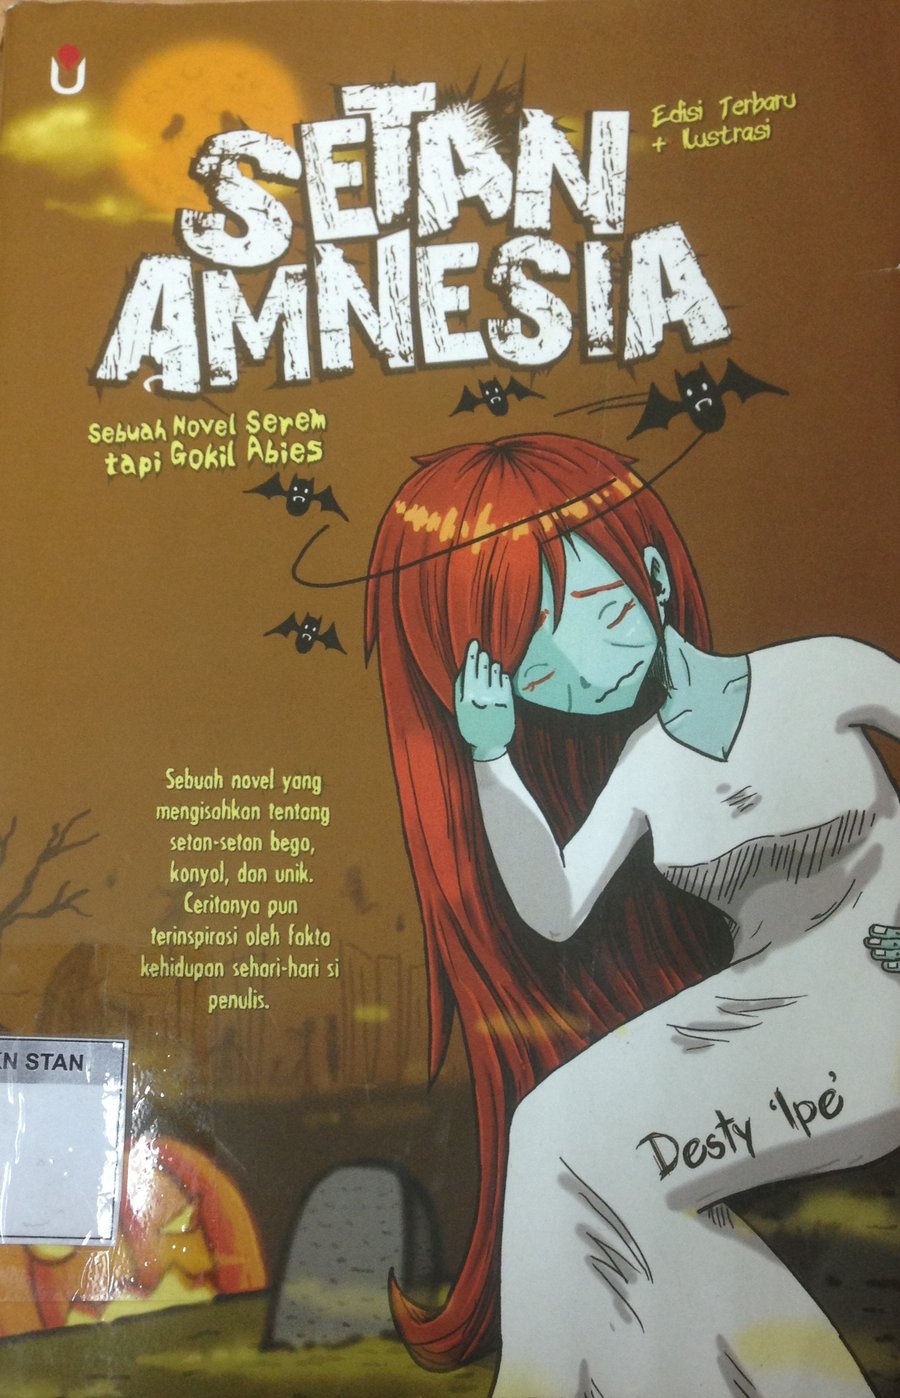 SETAN
AMNESIA
Edisi Terbaru
+ Ilustrasi
Sebuah Novel Serem
tapi Gokil Abies
Sebuah novel yang
mengisahkan tentang
setan-setan bego,
konyol, dan unik.
Ceritanya pun
terinspirasi oleh fakta
kehidupan sehari-hari si
penulis.
KN STAN
Desty 'Ipe'